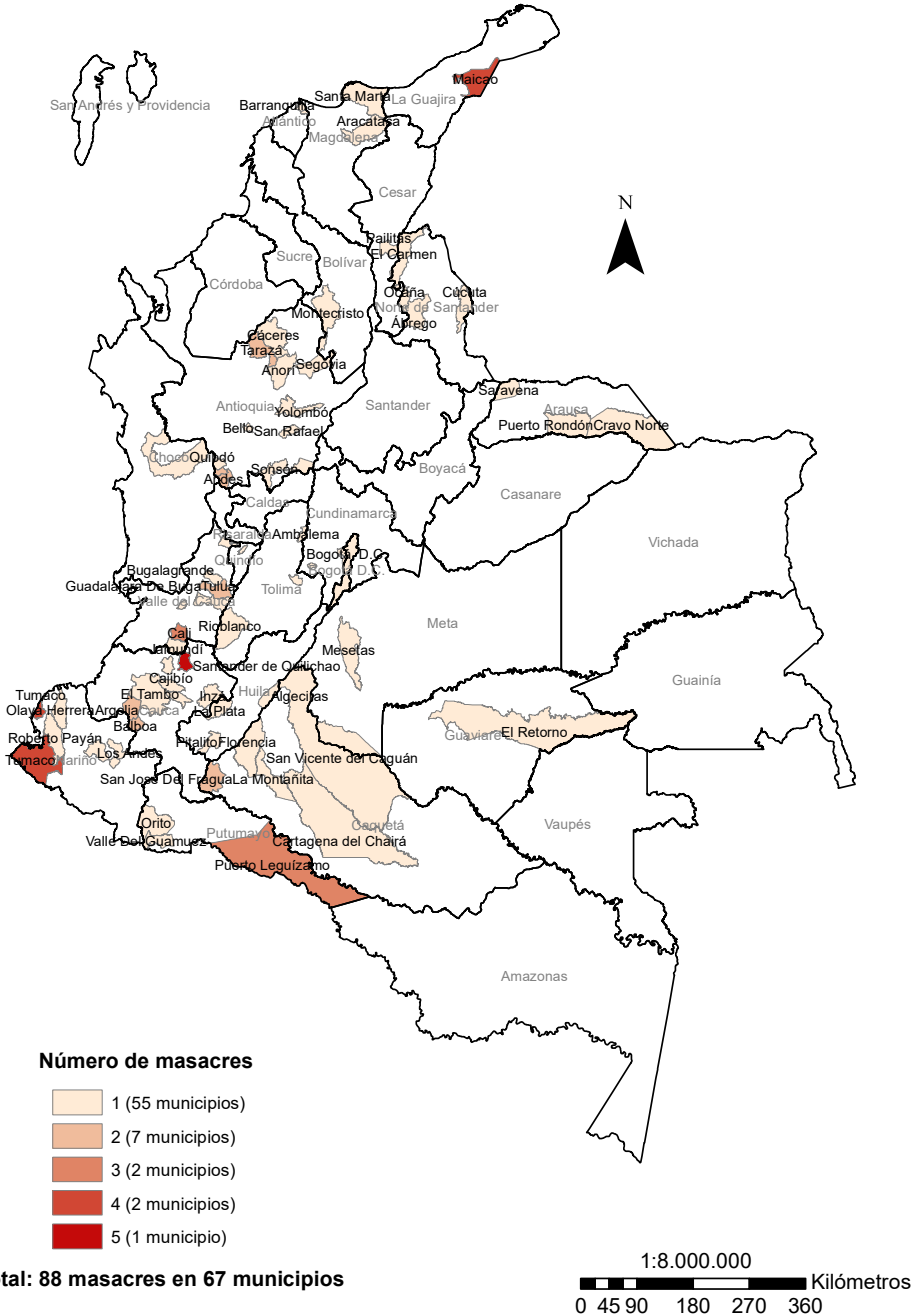 Maicao
Santa Marta
La Guajira
San Andrés y Providencia
Barranquilla
Atlántico
Aracatasa
Magdalena
Cesar
N
Pailitas
El Carmen
Sucre
Bolívar
Córdoba
Ocaña
Cúcuta
Norte de Santander
Montecristo
Ábrego
Cáceres
Tarazá
Segovia
Anorí
Saravena
Antioquia
Yolombó
Santander
Arausa
Bello
San Rafael
Puerto Rondón
Cravo Norte
Chocó
Quibdó
Sonsón
Boyacá
Andes
Casanare
Caldas
Cundinamarca
Risaralda
Ambalema
Vichada
Quindío
Bogotá, D.C.
Bogotá D.C.
Bugalagrande
Guadalajara De Buga
Tuluá
Tolima
Valle del Cauca
Cali
Rioblanco
Meta
Jamundí
Mesetas
Santander de Quilichao
Cajibío
Guainía
Tumaco
El Tambo
Inzá
Huila
Algeciras
Olaya Herrera
Argelia
Cauca
La Plata
Balboa
Roberto Payán
Pitalito
Florencia
Guaviare
El Retorno
Tumaco
Nariño
Los Andes
San Vicente del Caguán
San José Del Fragua
La Montañita
Orito
Putumayo
Caquetá
Vaupés
Valle Del Guamuez
Cartagena del Chairá
Puerto Leguízamo
Amazonas
Número de masacres
1 (55 municipios)
2 (7 municipios)
3 (2 municipios)
4 (2 municipios)
5 (1 municipio)
tal: 88 masacres en 67 municipios
1:8.000.000
Kilómetros
0 45 90 180 270 360